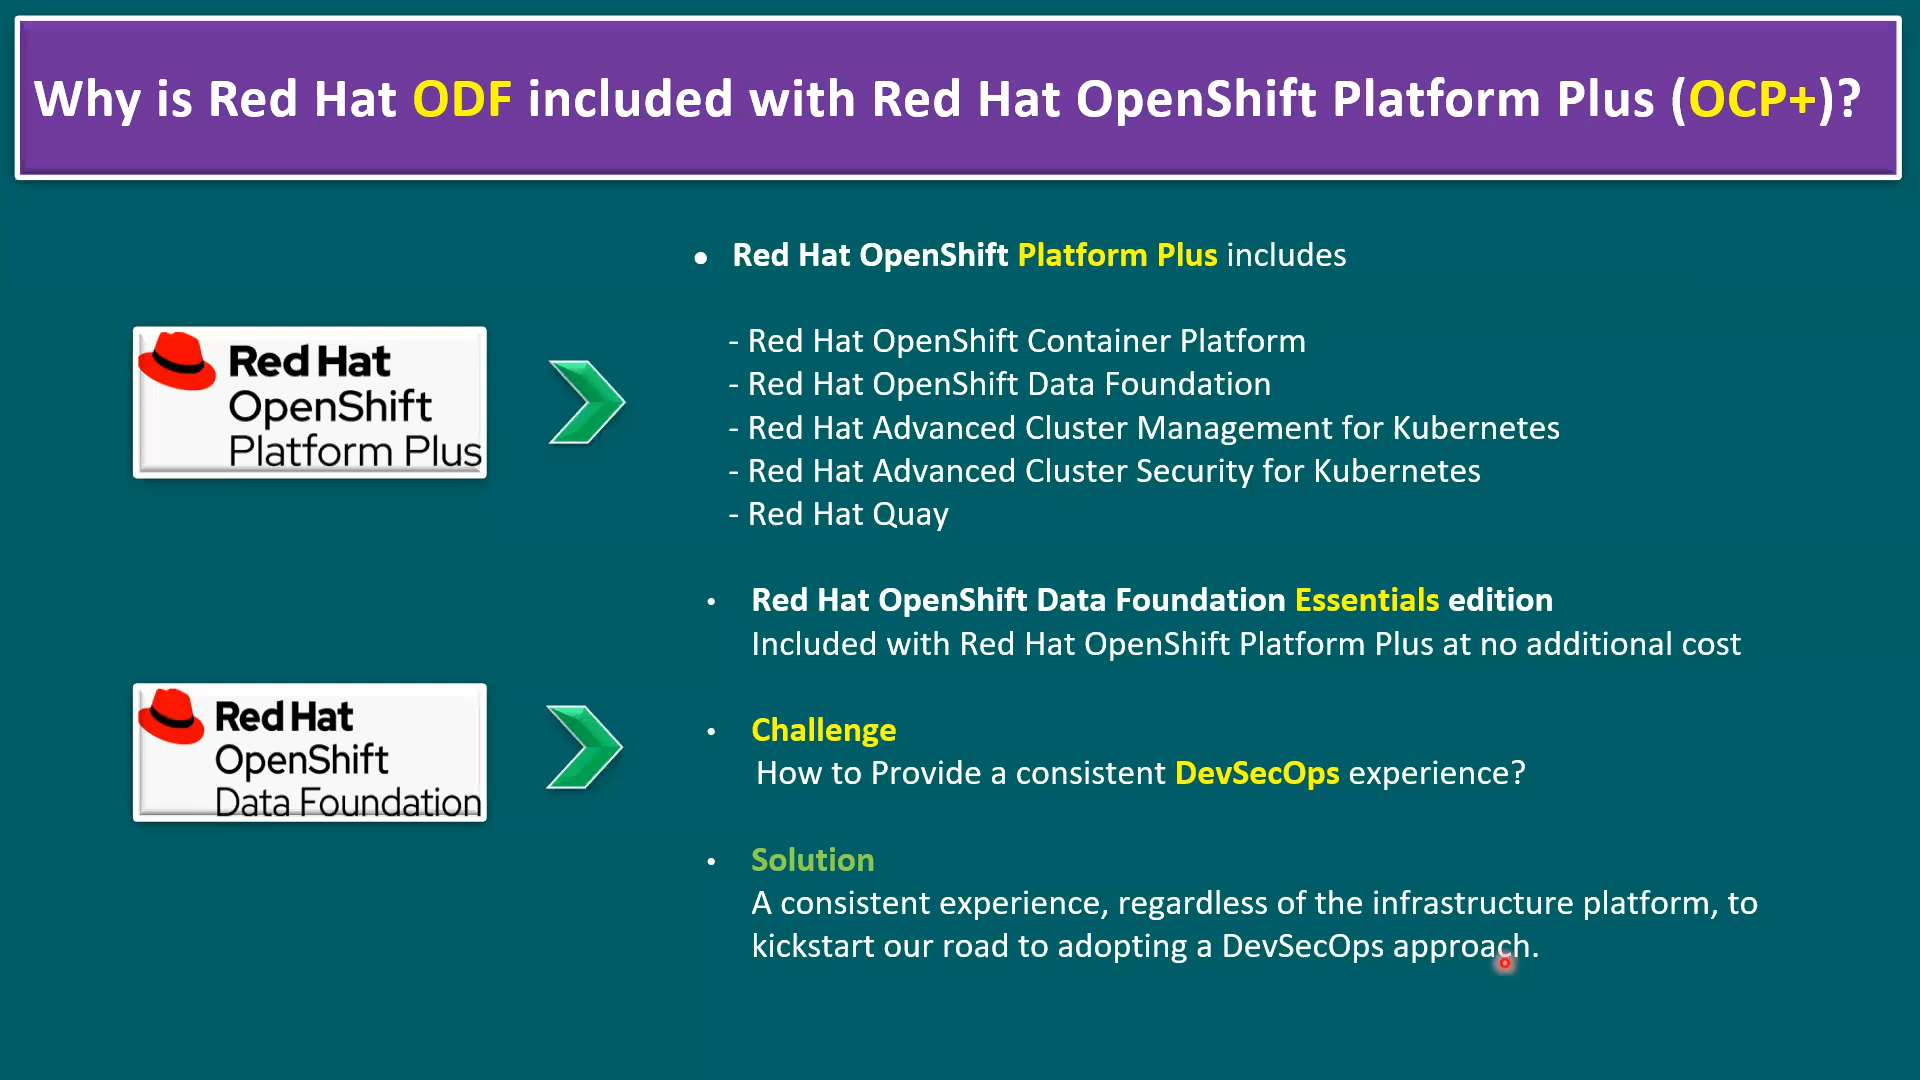 Why is Red Hat ODF included with Red Hat OpenShift Platform Plus (OCP+)?
• Red Hat OpenShift Platform Plus includes
- Red Hat OpenShift Container Platform
- Red Hat OpenShift Data Foundation
- Red Hat Advanced Cluster Management for Kubernetes
- Red Hat Advanced Cluster Security for Kubernetes
- Red Hat Quay
Red Hat
OpenShift
Platform Plus
• Red Hat OpenShift Data Foundation Essentials edition
Included with Red Hat OpenShift Platform Plus at no additional cost
• Challenge
How to Provide a consistent DevSecOps experience?
• Solution
A consistent experience, regardless of the infrastructure platform, to
kickstart our road to adopting a DevSecOps approach.
Red Hat
OpenShift
Data Foundation